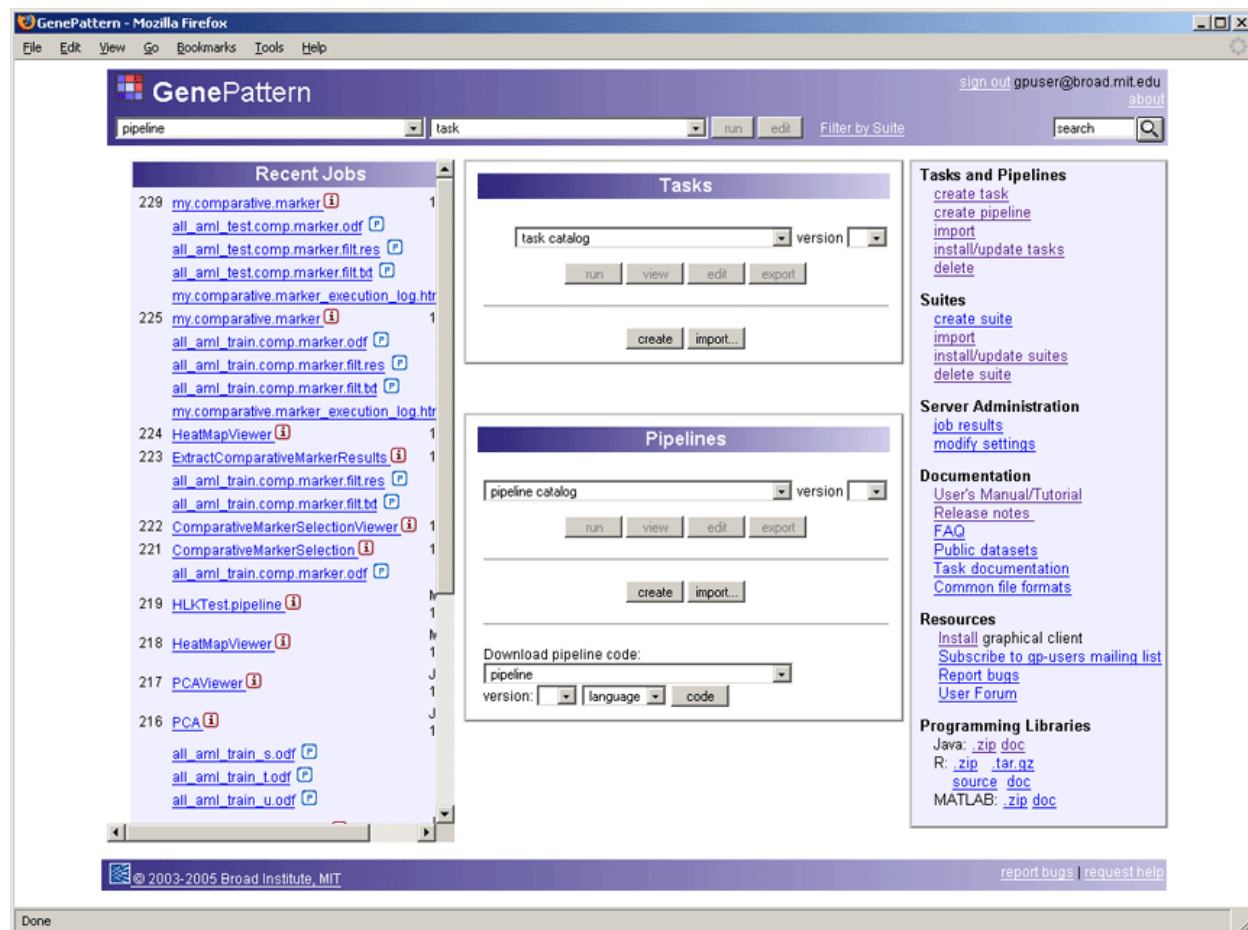 GenePattern - Mozilla Firefox
File Edit View Go Bookmarks Tools Help
GenePattern
sign out gpuser@broad.mit.edu
about
pipeline task run edit Filter by Suite search
Recent Jobs
229 my.comparative.marker 1
all_aml_test.comp.marker.odf P
all_aml_test.comp.marker.filt.res P
all_aml_test.comp.marker.filt.txt P
my.comparative.marker_execution_log.htr
225 my.comparative.marker 1
all_aml_train.comp.marker.odf P
all_aml_train.comp.marker.filt.res P
all_aml_train.comp.marker.filt.txt P
my.comparative.marker_execution_log.htr
224 HeatMapViewer 1
223 ExtractComparativeMarkerResults 1
all_aml_train.comp.marker.filt.res P
all_aml_train.comp.marker.filt.txt P
222 ComparativeMarkerSelectionViewer 1
221 ComparativeMarkerSelection 1
all_aml_train.comp.marker.odf P
219 HLKTest.pipeline
1
218 HeatMapViewer
1
217 PCAViewer J
1
216 PCA J
1
all_aml_train_s.odf P
all_aml_train_t.odf P
all_aml_train_u.odf P
Tasks
task catalog version
run view edit export
create import...
Pipelines
pipeline catalog version
run view edit export
create import...
Download pipeline code:
pipeline
version: language code
Tasks and Pipelines
create task
create pipeline
import
install/update tasks
delete
Suites
create suite
import
install/update suites
delete suite
Server Administration
job results
modify settings
Documentation
User's Manual/Tutorial
Release notes
FAQ
Public datasets
Task documentation
Common file formats
Resources
Install graphical client
Subscribe to gp-users mailing list
Report bugs
User Forum
Programming Libraries
Java: .zip doc
R: .zip .tar.gz
source doc
MATLAB: .zip doc
© 2003-2005 Broad Institute, MIT
report bugs | request help
Done